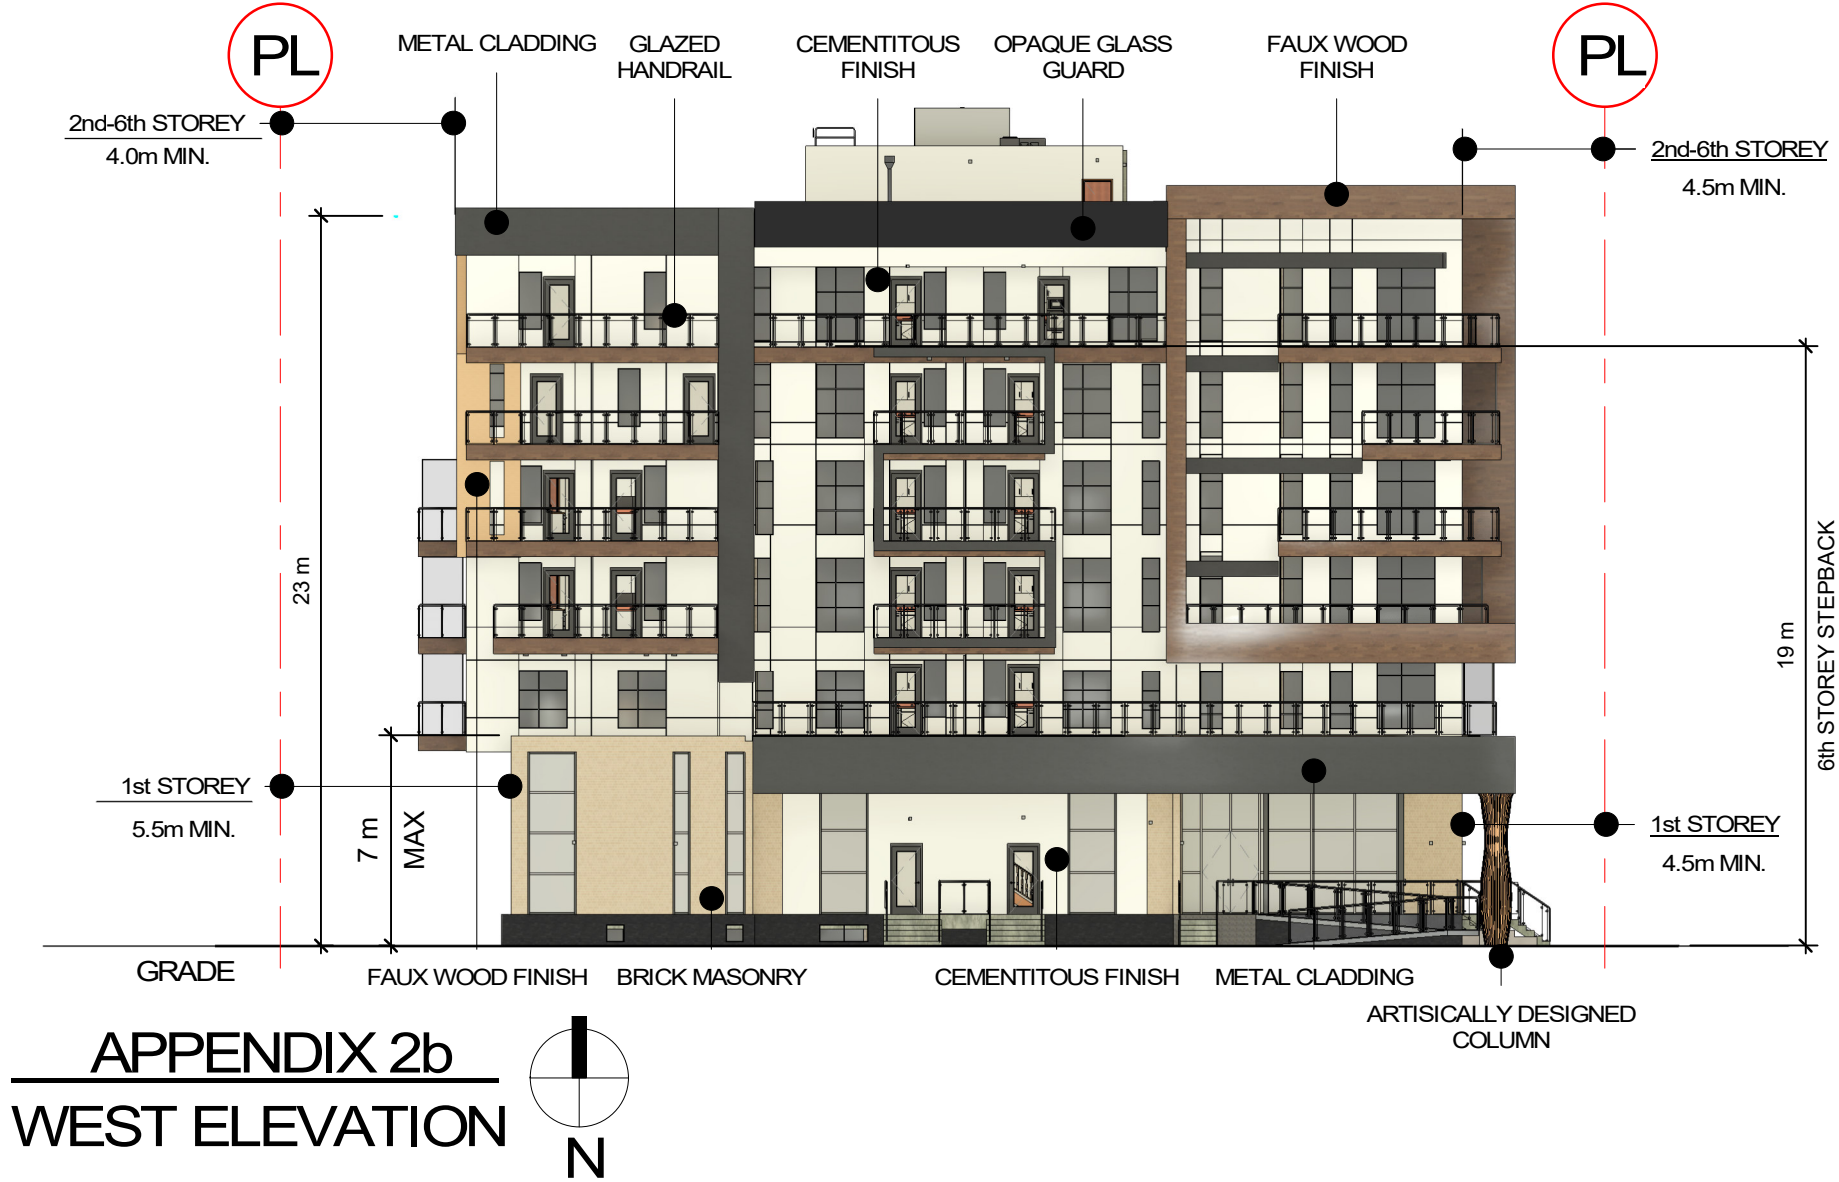 PL
PL
METAL CLADDING
GLAZED
HANDRAIL
CEMENTITOUS
FINISH
OPAQUE GLASS
GUARD
FAUX WOOD
FINISH
2nd-6th STOREY
4.0m MIN.
2nd-6th STOREY
4.5m MIN.
23 m
19 m
6th STOREY STEPBACK
1st STOREY
5.5m MIN.
7 m
MAX
1st STOREY
4.5m MIN.
GRADE
FAUX WOOD FINISH
BRICK MASONRY
CEMENTITOUS FINISH
METAL CLADDING
ARTISICALLY DESIGNED
COLUMN
APPENDIX 2b
WEST ELEVATION
N